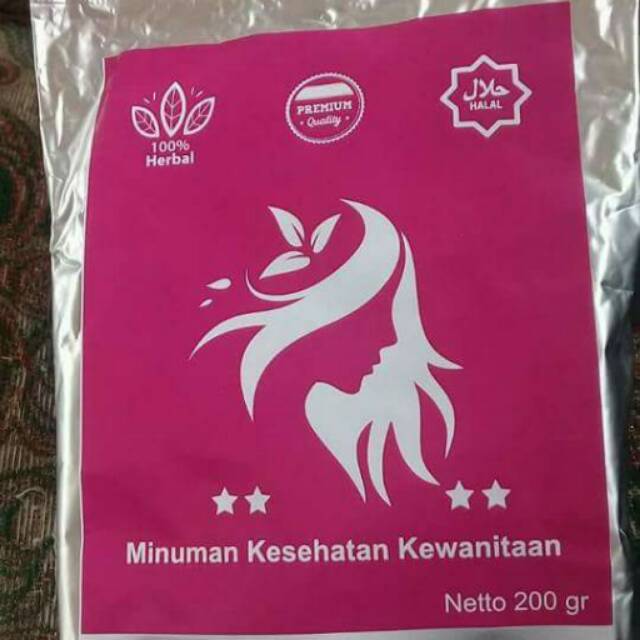 100%
Herbal
PREMIUM
Quality
حلال
HALAL
Minuman Kesehatan Kewanitaan
Netto 200 gr